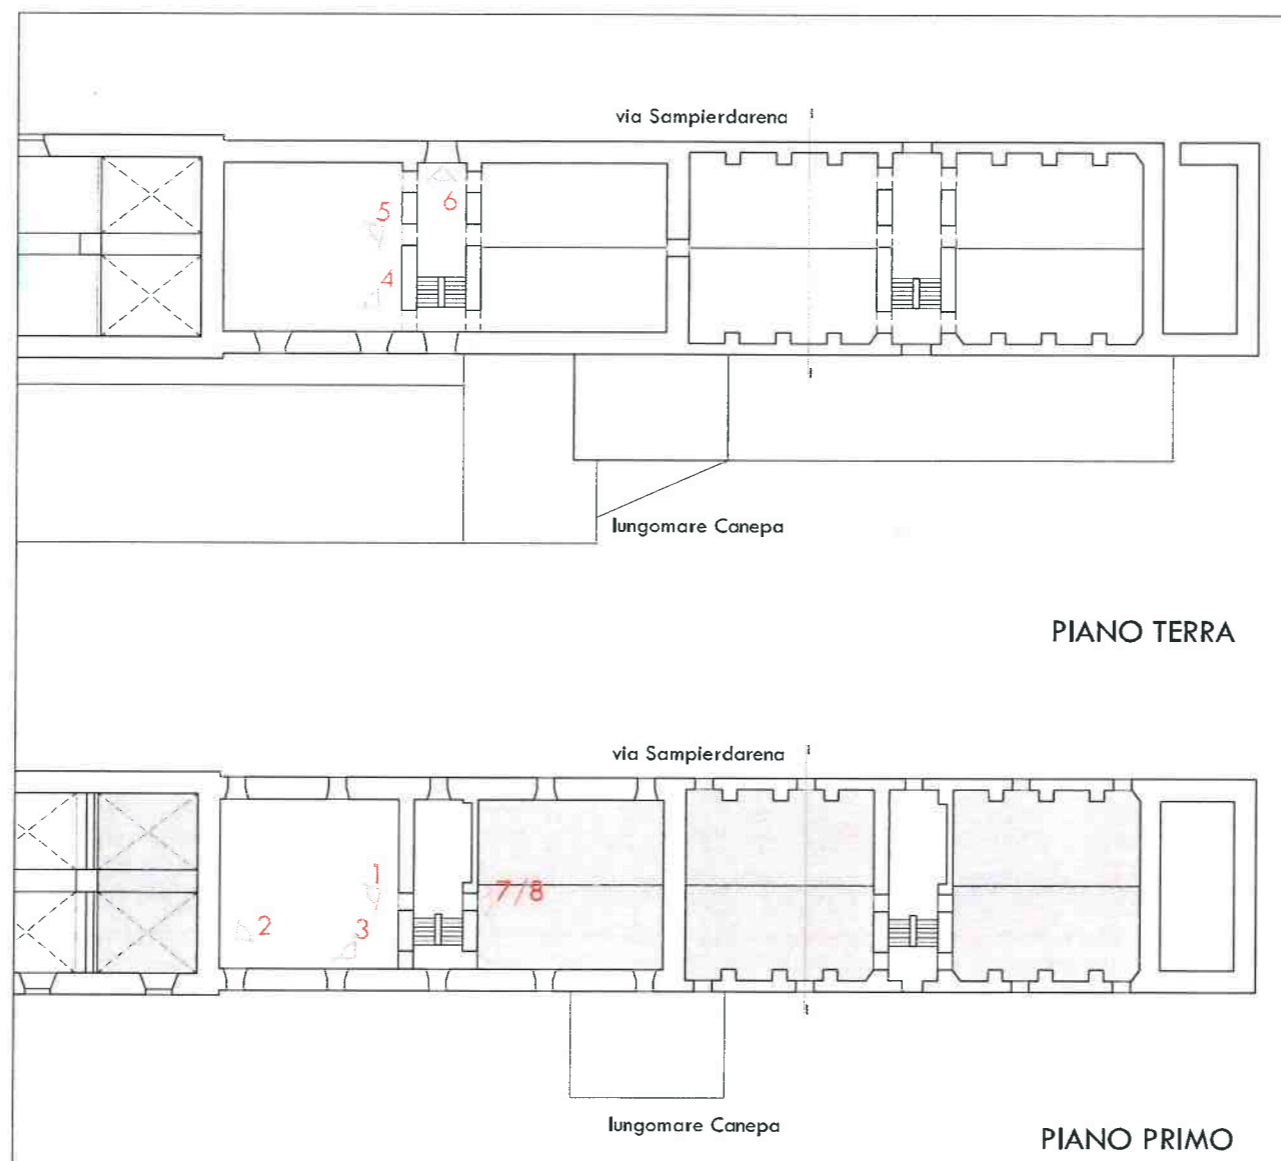 via Sampierdarena
6
5
4
lungomare Canepa
PIANO TERRA
via Sampierdarena
1
7/8
2
3
lungomare Canepa
PIANO PRIMO